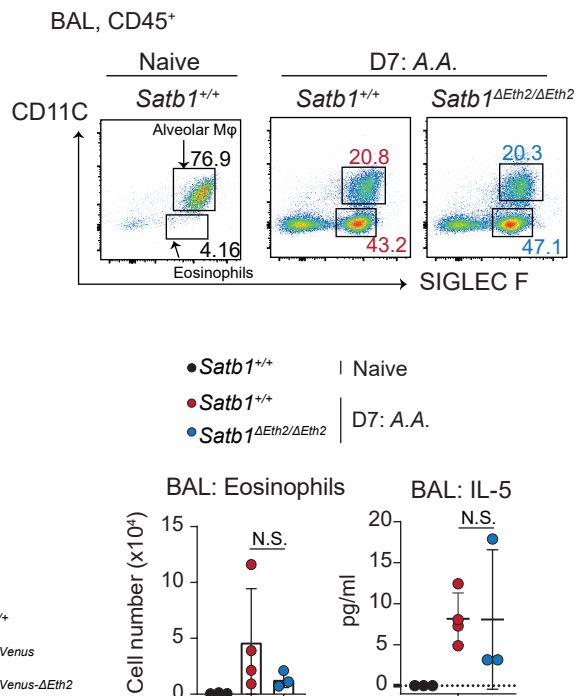 BAL, CD45⁺
Naive
D7: A.A.
Satb1⁺/⁺
Satb1⁺/⁺
Satb1ΔEth2/ΔEth2
CD11C
Alveolar Mφ
76.9
20.8
20.3
4.16
43.2
47.1
Eosinophils
SIGLEC F
Satb1⁺/⁺
Naive
Satb1⁺/⁺
Satb1ΔEth2/ΔEth2
D7: A.A.
BAL: Eosinophils
BAL: IL-5
N.S.
N.S.
Cell number (x10⁴)
15
10
5
0
pg/ml
20
15
10
5
0
/+
Venus
Venus-ΔEth2